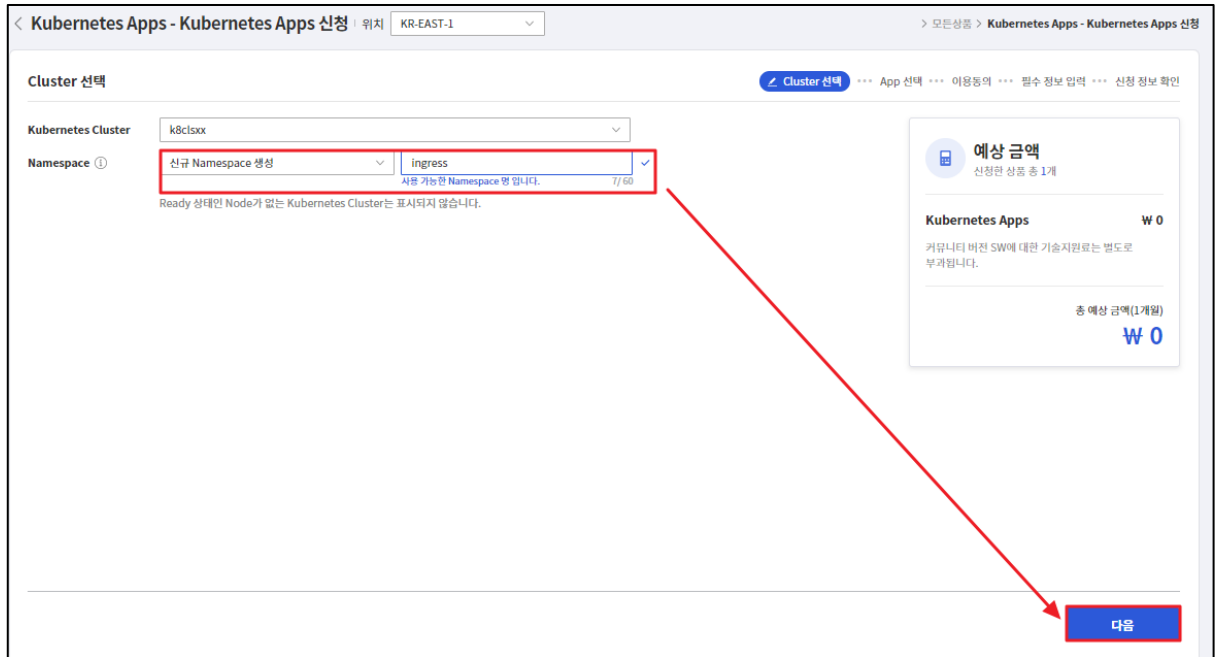 Kubernetes Apps - Kubernetes Apps 신청 위치 KR-EAST-1
> 모든상품 > Kubernetes Apps - Kubernetes Apps 신청
Cluster 선택
Cluster 선택 ··· App 선택 ··· 이용동의 ··· 필수 정보 입력 ··· 신청 정보 확인
Kubernetes Cluster k8clsxx
Namespace 신규 Namespace 생성 ingress
사용 가능한 Namespace 명 입니다. 7/ 60
Ready 상태인 Node가 없는 Kubernetes Cluster는 표시되지 않습니다.
예상 금액
신청한 상품 총 1개
Kubernetes Apps ₩ 0
커뮤니티 버전 SW에 대한 기술지원료는 별도로
부과됩니다.
총 예상 금액(1개월)
₩ 0
다음